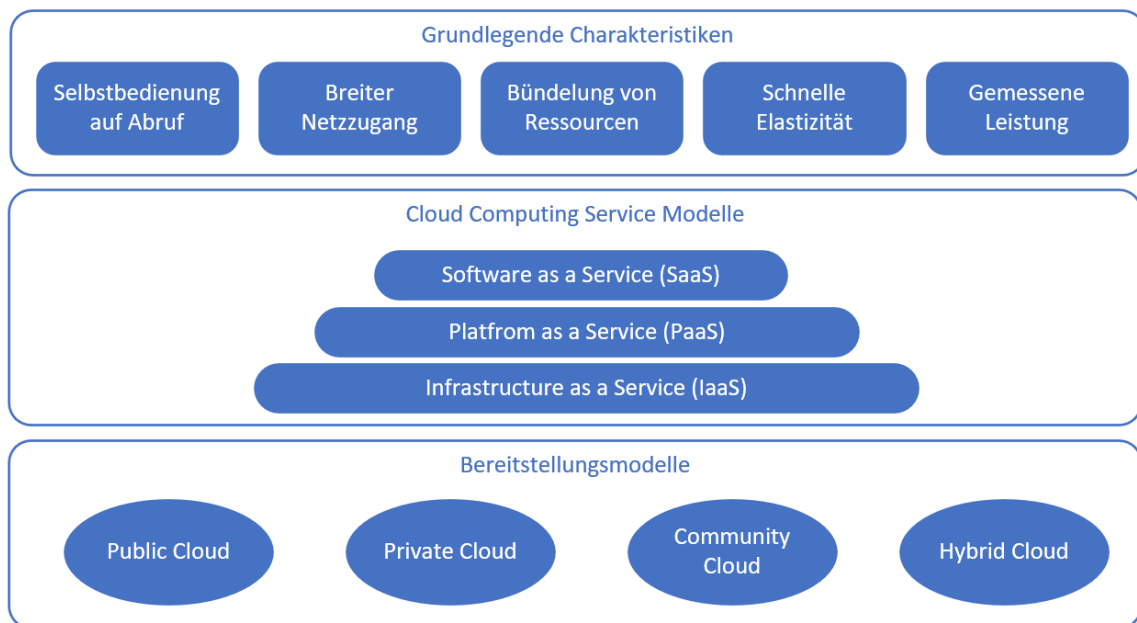 Grundlegende Charakteristiken
Selbstbedienung
auf Abruf
Breiter
Netzzugang
Bündelung von
Ressourcen
Schnelle
Elastizität
Gemessene
Leistung
Cloud Computing Service Modelle
Software as a Service (SaaS)
Platfrom as a Service (PaaS)
Infrastructure as a Service (IaaS)
Bereitstellungsmodelle
Public Cloud
Private Cloud
Community
Cloud
Hybrid Cloud